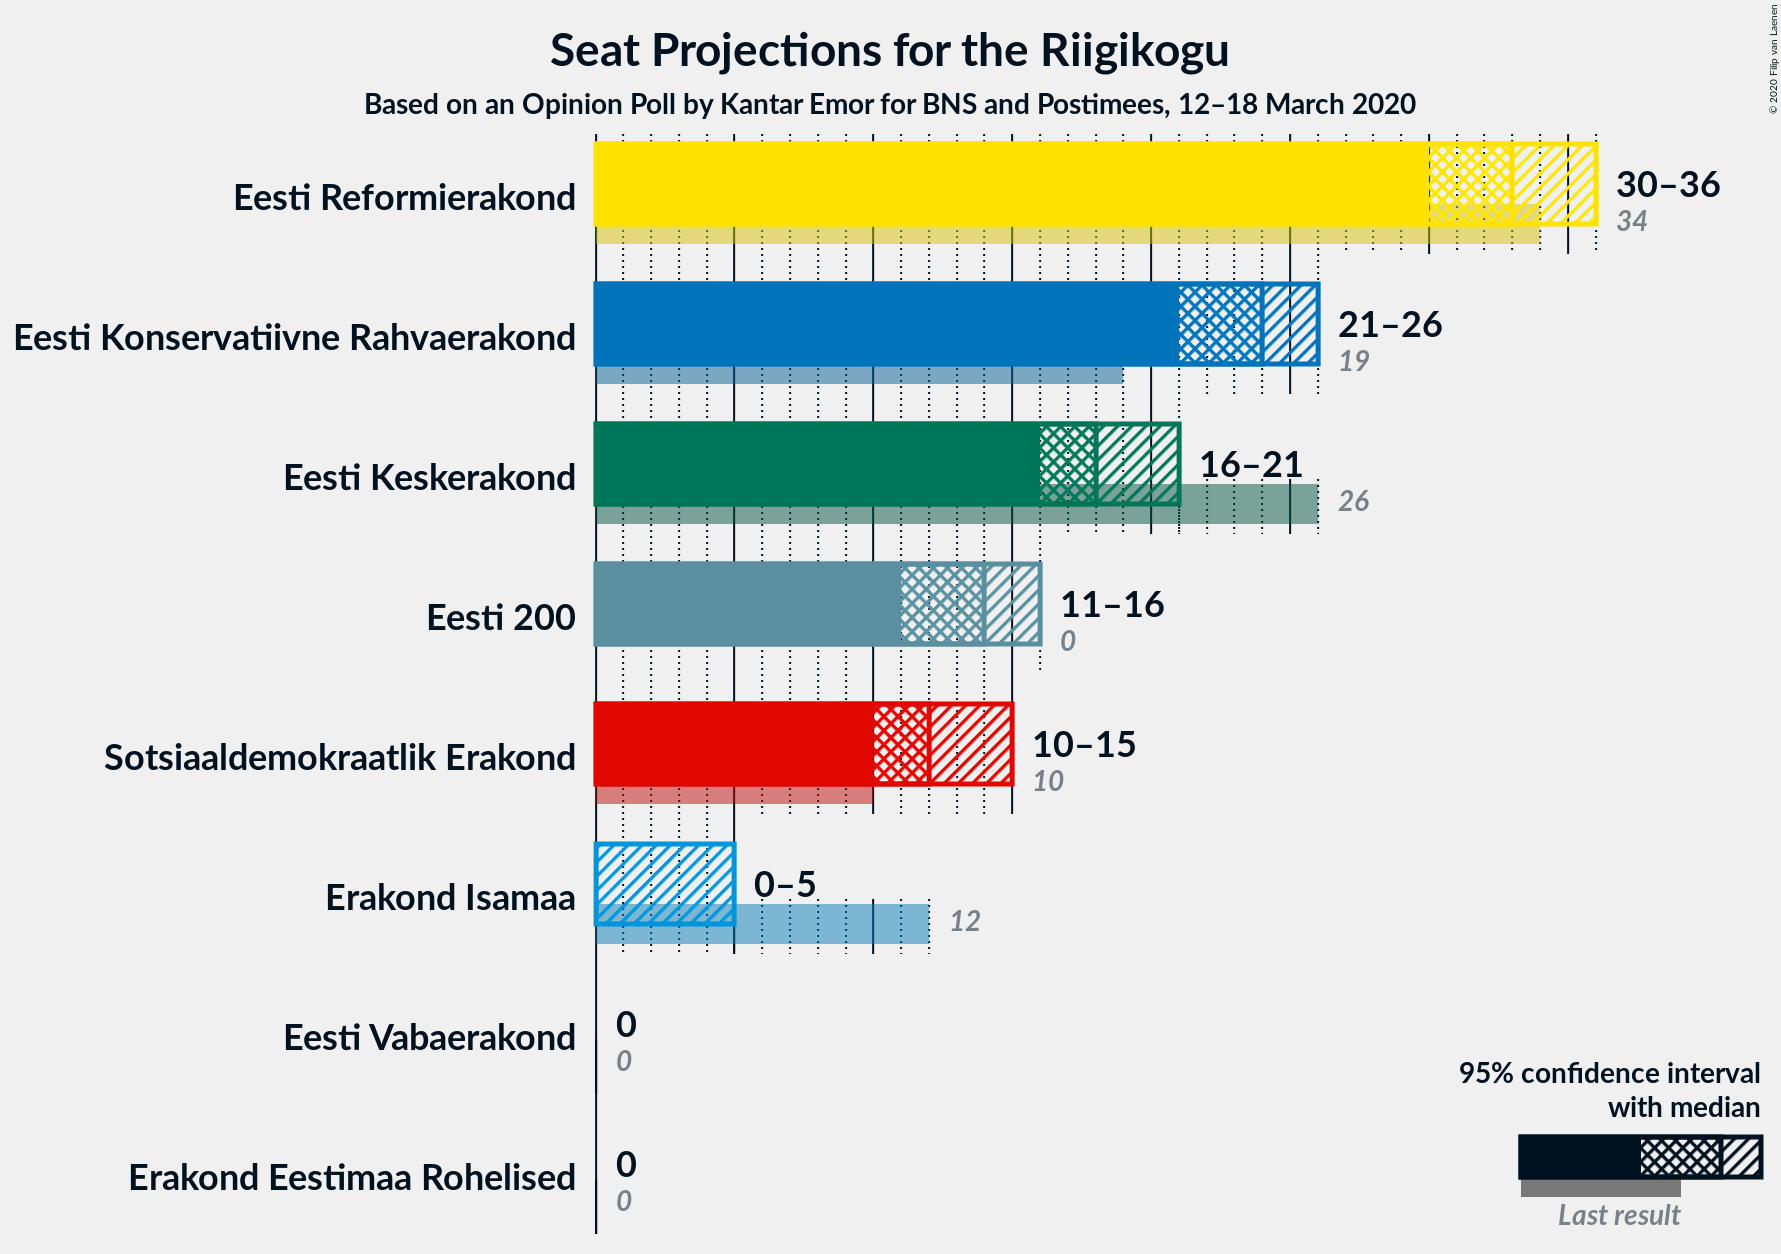 Seat Projections for the Riigikogu
Based on an Opinion Poll by Kantar Emor for BNS and Postimees, 12–18 March 2020
© 2020 Filip van Laenen
Eesti Reformierakond
30–36
34
Eesti Konservatiivne Rahvaerakond
21–26
19
Eesti Keskerakond
16–21
26
Eesti 200
11–16
0
Sotsiaaldemokraatlik Erakond
10–15
10
Erakond Isamaa
0–5
12
Eesti Vabaerakond
0
0
Erakond Eestimaa Rohelised
0
0
95% confidence interval
with median
Last result